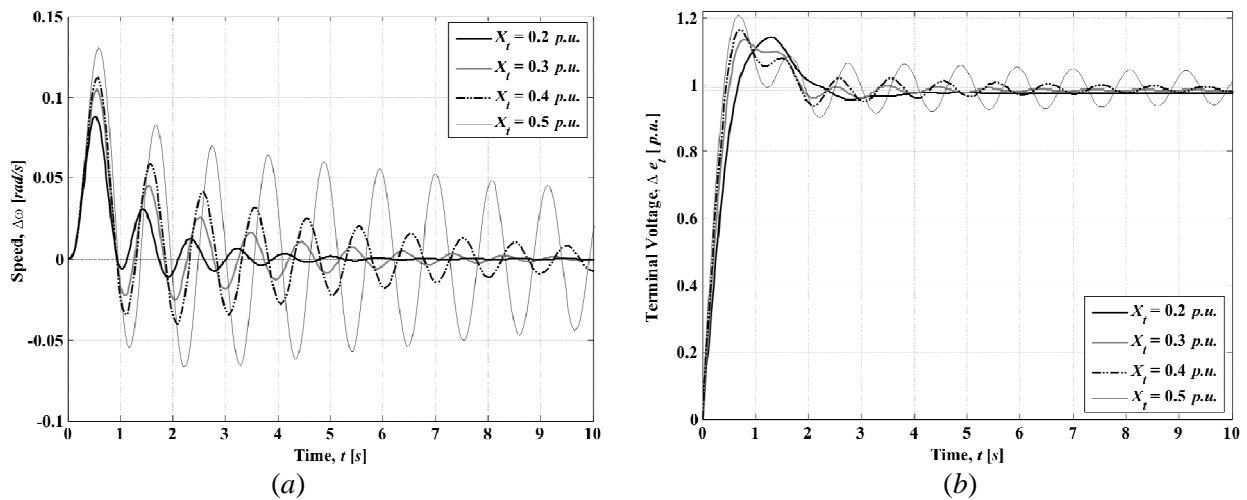 0.15
0.1
0.05
0
-0.05
-0.1
Speed, Δω [rad/s]
X_t = 0.2 p.u.
X_t = 0.3 p.u.
X_t = 0.4 p.u.
X_t = 0.5 p.u.
0 1 2 3 4 5 6 7 8 9 10
Time, t [s]
(a)
1.2
1
0.8
0.6
0.4
0.2
0
Terminal Voltage, Δ e_t [ p.u.]
X_t = 0.2 p.u.
X_t = 0.3 p.u.
X_t = 0.4 p.u.
X_t = 0.5 p.u.
0 1 2 3 4 5 6 7 8 9 10
Time, t [s]
(b)